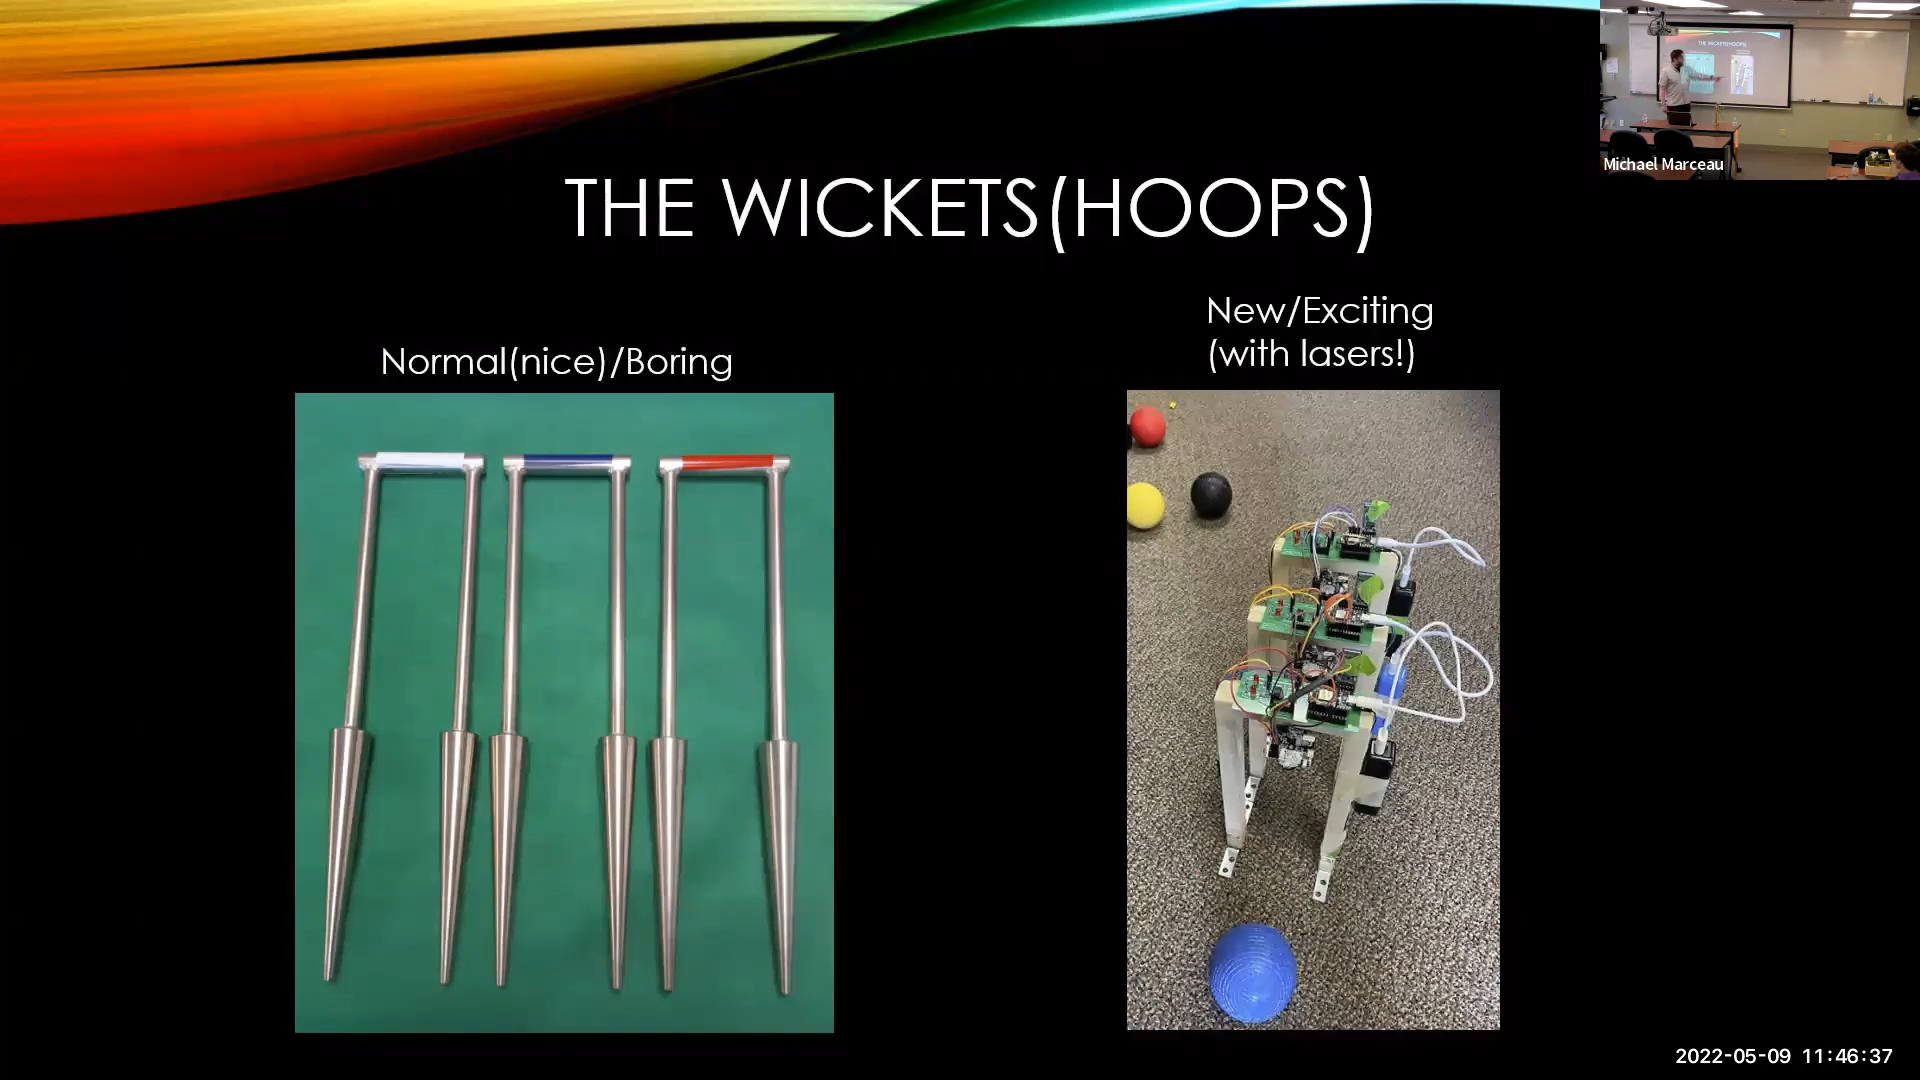 THE WICKETS(HOOPS)
Michael Marceau
Normal(nice)/Boring
New/Exciting
(with lasers!)
2022-05-09 11:46:37